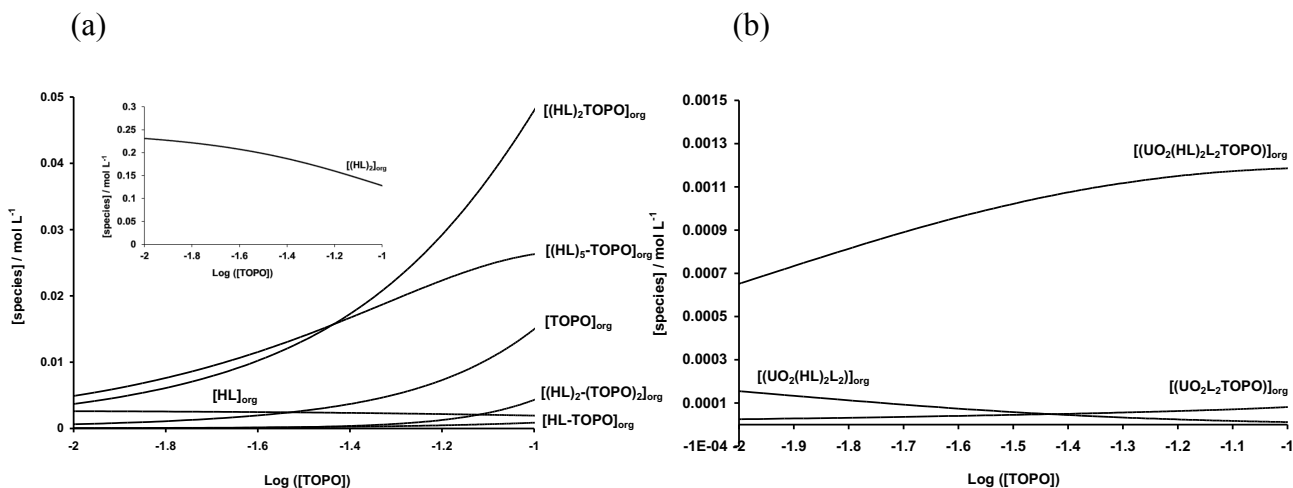 (a)
0.05
0.04
0.03
0.02
0.01
0
[species] / mol L-1
0.3
0.25
0.2
0.15
0.1
0.05
0
[species] / mol L-1
[(HL)2]org
-2
-1.8
-1.6
-1.4
-1.2
-1
Log ([TOPO])
[(HL)2TOPO]org
[(HL)5-TOPO]org
[TOPO]org
[HL]org
[(HL)2-(TOPO)2]org
[HL-TOPO]org
-2
-1.8
-1.6
-1.4
-1.2
-1
Log ([TOPO])
(b)
0.0015
0.0013
0.0011
0.0009
0.0007
0.0005
0.0003
0.0001
-1E-04
[species] / mol L-1
[(UO2(HL)2L2TOPO)]org
[(UO2(HL)2L2)]org
[(UO2L2TOPO)]org
-2
-1.9
-1.8
-1.7
-1.6
-1.5
-1.4
-1.3
-1.2
-1.1
-1
Log ([TOPO])